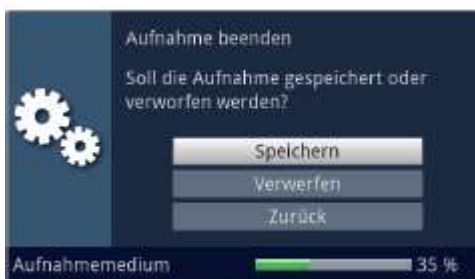 Aufnahme beenden
Soll die Aufnahme gespeichert oder
verworfen werden?
Speichern
Verwerfen
Zurück
Aufnahmemedium 35 %